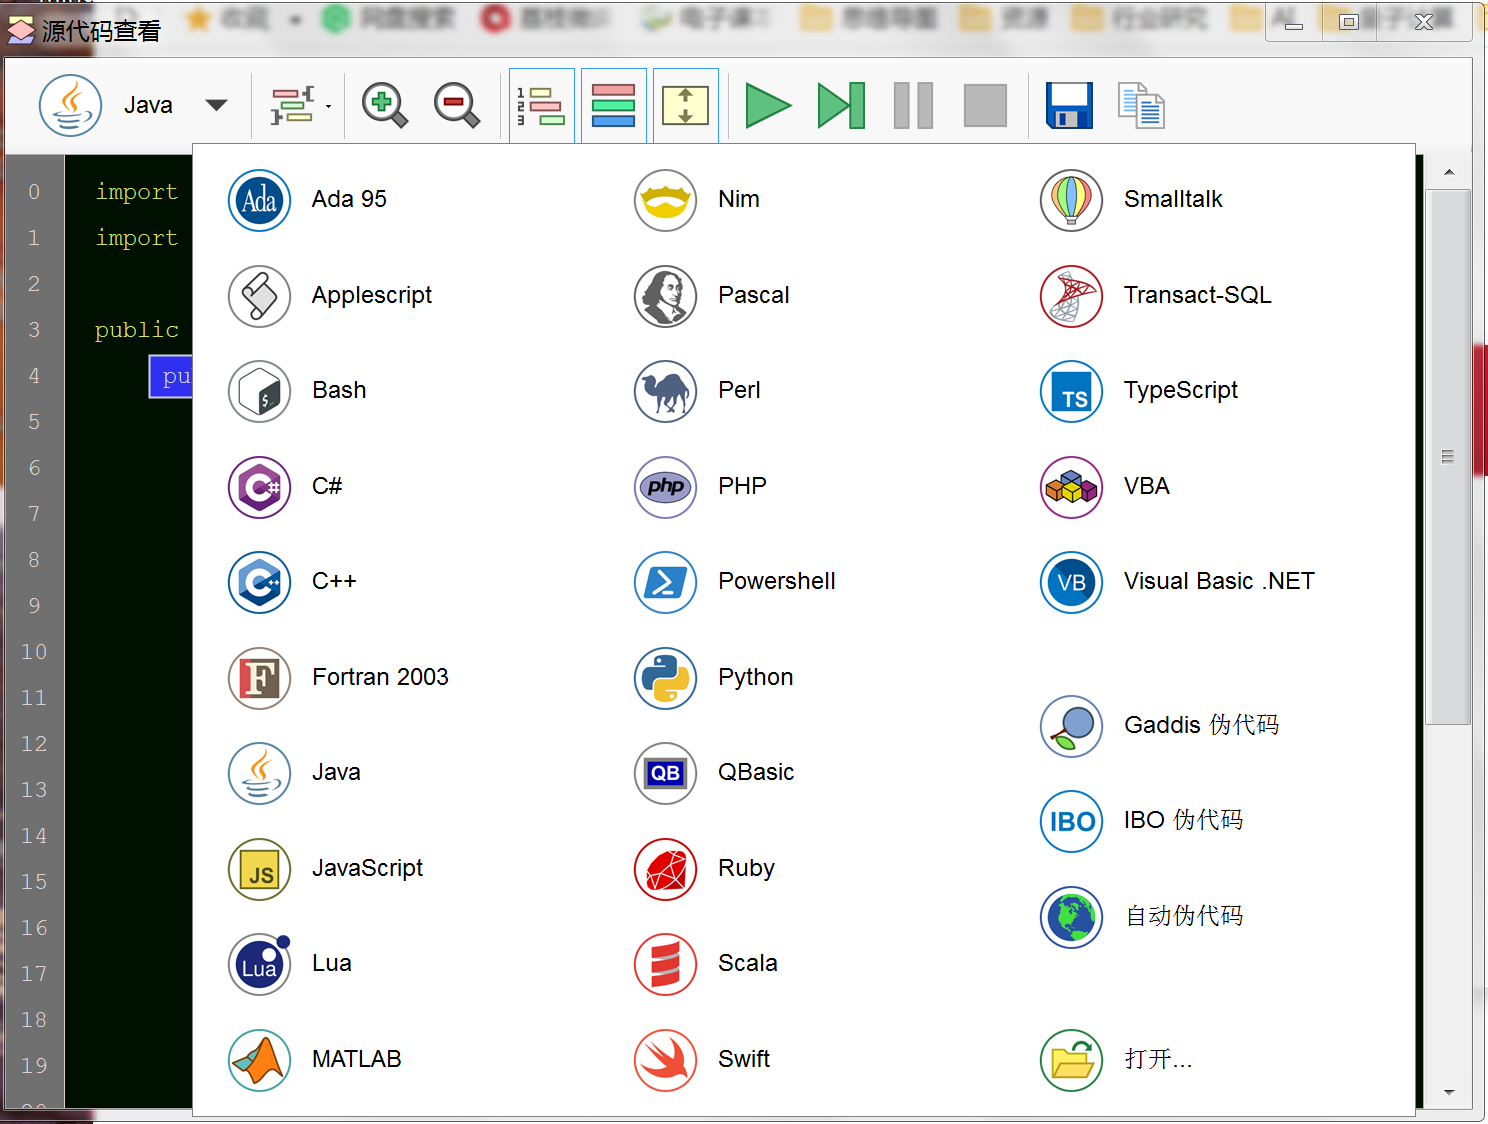 源代码查看
Java
0 import
1 import
2
3 public
4 pu
5
6
7
8
9
10
11
12
13
14
15
16
17
18
19
Ada 95
Applescript
Bash
C#
C++
Fortran 2003
Java
JavaScript
Lua
MATLAB
Nim
Pascal
Perl
PHP
Powershell
Python
QBasic
Ruby
Scala
Swift
Smalltalk
Transact-SQL
TypeScript
VBA
Visual Basic .NET
Gaddis 伪代码
IBO 伪代码
自动伪代码
打开...